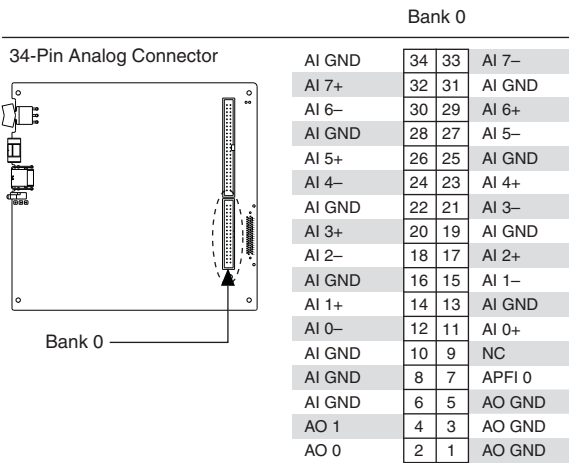 Bank 0
34-Pin Analog Connector
AI GND 34 33 AI 7–
AI 7+ 32 31 AI GND
AI 6– 30 29 AI 6+
AI GND 28 27 AI 5–
AI 5+ 26 25 AI GND
AI 4– 24 23 AI 4+
AI GND 22 21 AI 3–
AI 3+ 20 19 AI GND
AI 2– 18 17 AI 2+
AI GND 16 15 AI 1–
AI 1+ 14 13 AI GND
AI 0– 12 11 AI 0+
AI GND 10 9 NC
AI GND 8 7 APFI 0
AI GND 6 5 AO GND
AO 1 4 3 AO GND
AO 0 2 1 AO GND
Bank 0